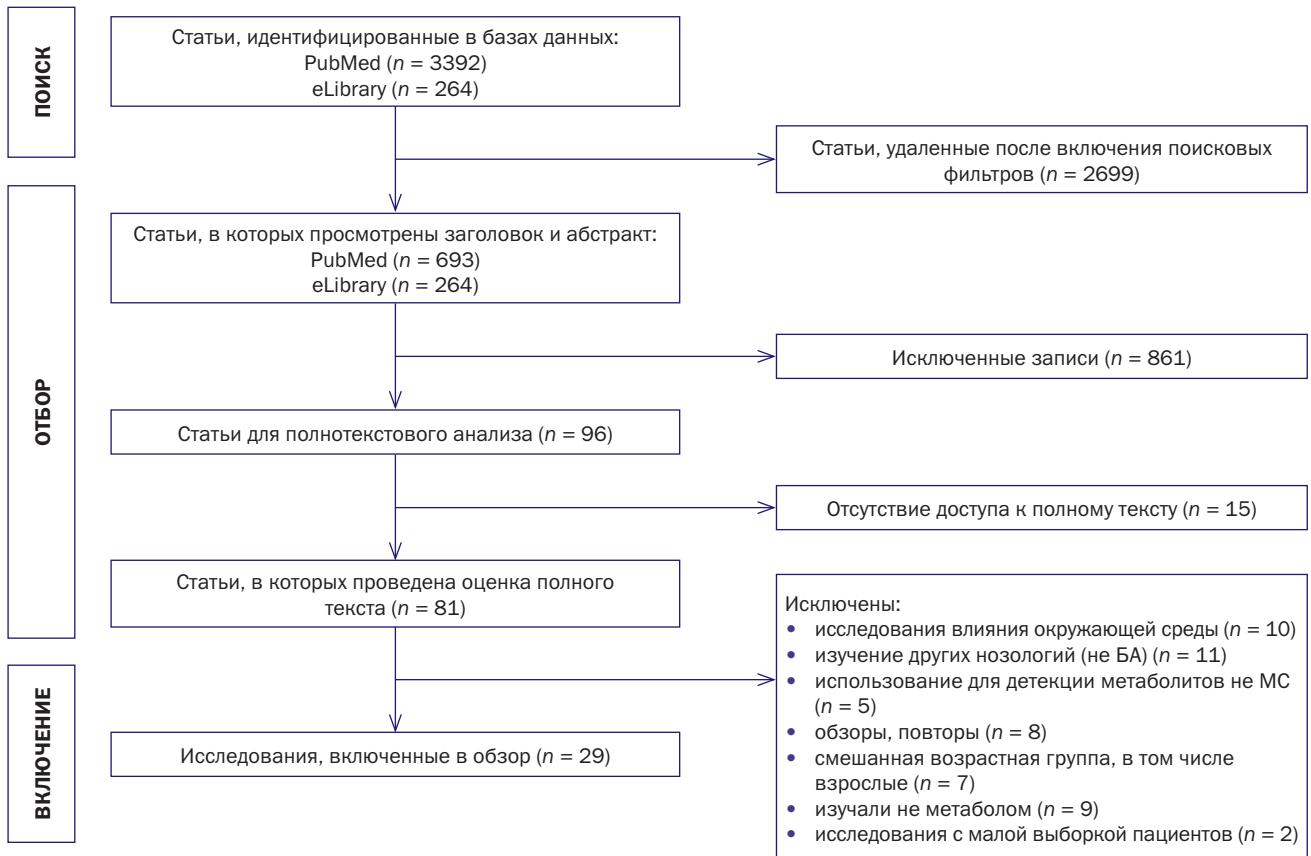 ПОИСК
Статьи, идентифицированные в базах данных:
PubMed (n = 3392)
eLibrary (n = 264)
Статьи, удаленные после включения поисковых
фильтров (n = 2699)
ОТБОР
Статьи, в которых просмотрены заголовок и абстракт:
PubMed (n = 693)
eLibrary (n = 264)
Исключенные записи (n = 861)
Статьи для полнотекстового анализа (n = 96)
Отсутствие доступа к полному тексту (n = 15)
Статьи, в которых проведена оценка полного
текста (n = 81)
Исключены:
• исследования влияния окружающей среды (n = 10)
• изучение других нозологий (не БА) (n = 11)
• использование для детекции метаболитов не МС
(n = 5)
• обзоры, повторы (n = 8)
• смешанная возрастная группа, в том числе
взрослые (n = 7)
• изучали не метаболом (n = 9)
• исследования с малой выборкой пациентов (n = 2)
ВКЛЮЧЕНИЕ
Исследования, включенные в обзор (n = 29)